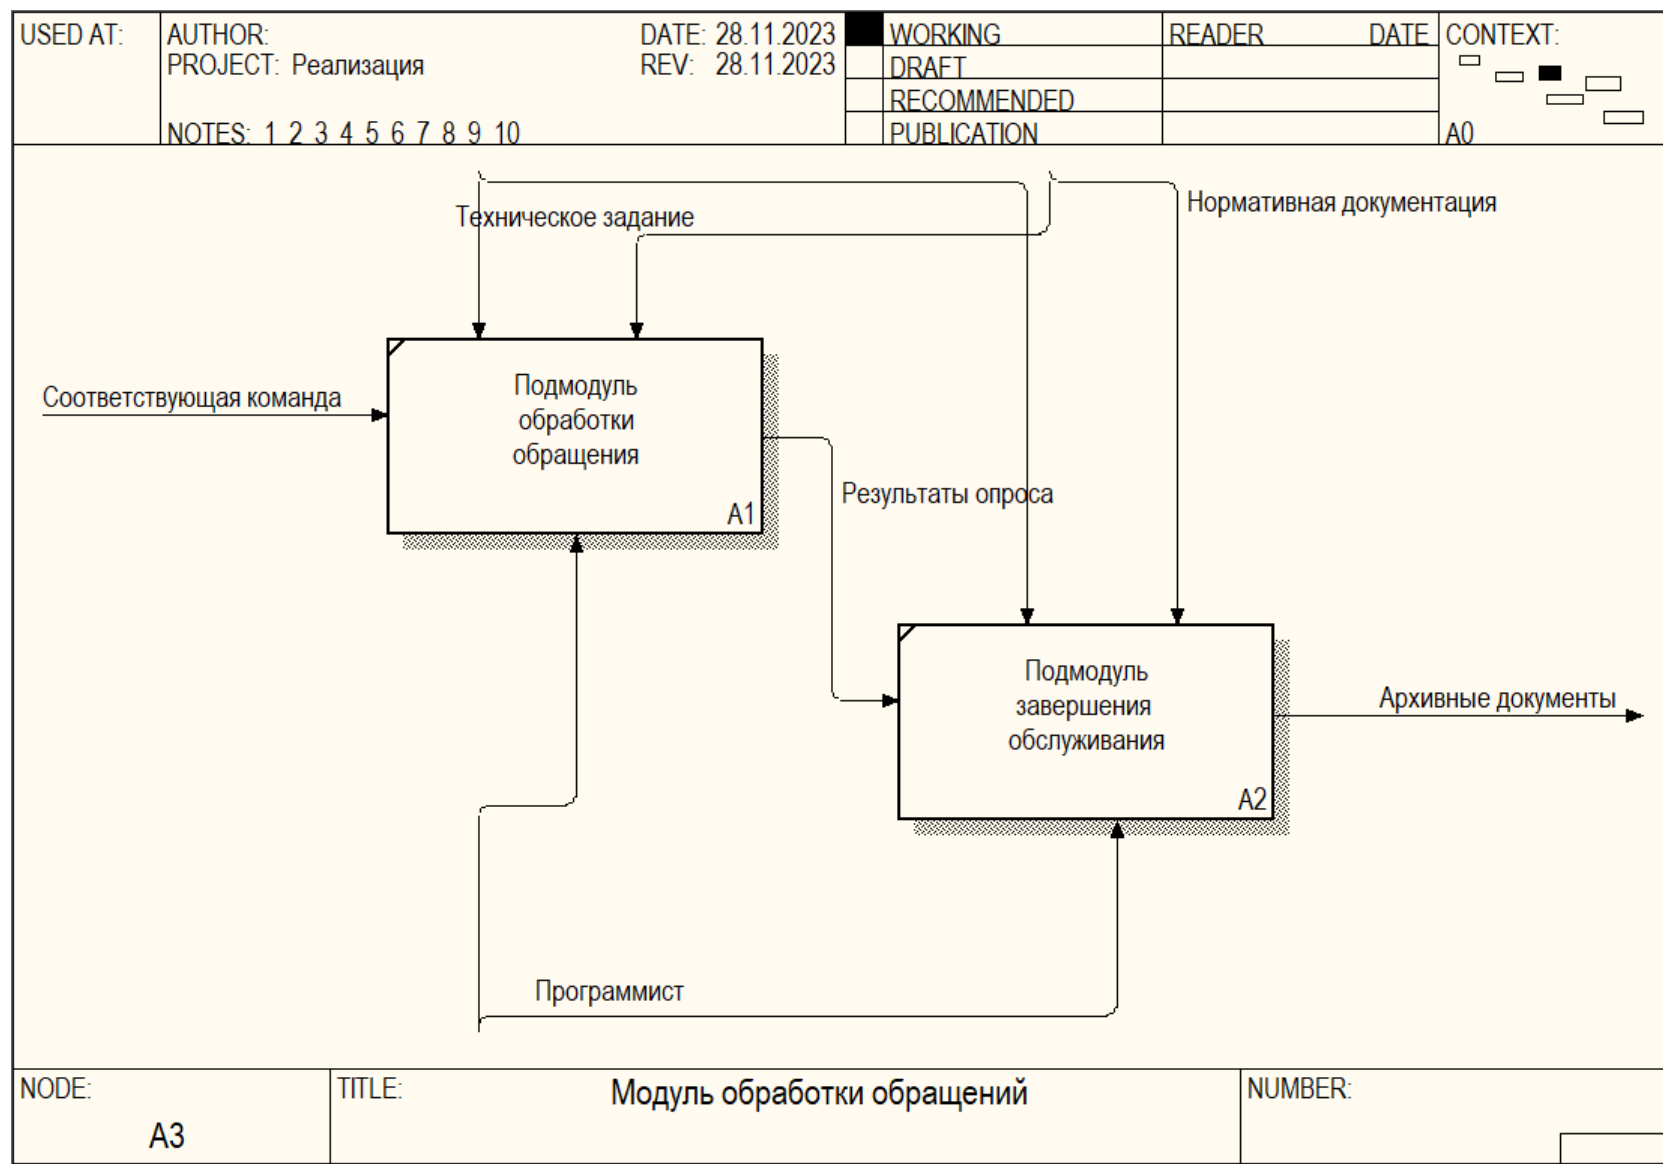 USED AT:
AUTHOR:
DATE: 28.11.2023
PROJECT: Реализация
REV: 28.11.2023
NOTES: 1 2 3 4 5 6 7 8 9 10
WORKING
DRAFT
RECOMMENDED
PUBLICATION
READER DATE
CONTEXT:
A0
Техническое задание
Нормативная документация
Соответствующая команда
Подмодуль
обработки
обращения
A1
Результаты опроса
Подмодуль
завершения
обслуживания
A2
Архивные документы
Программист
NODE:
A3
TITLE:
Модуль обработки обращений
NUMBER: